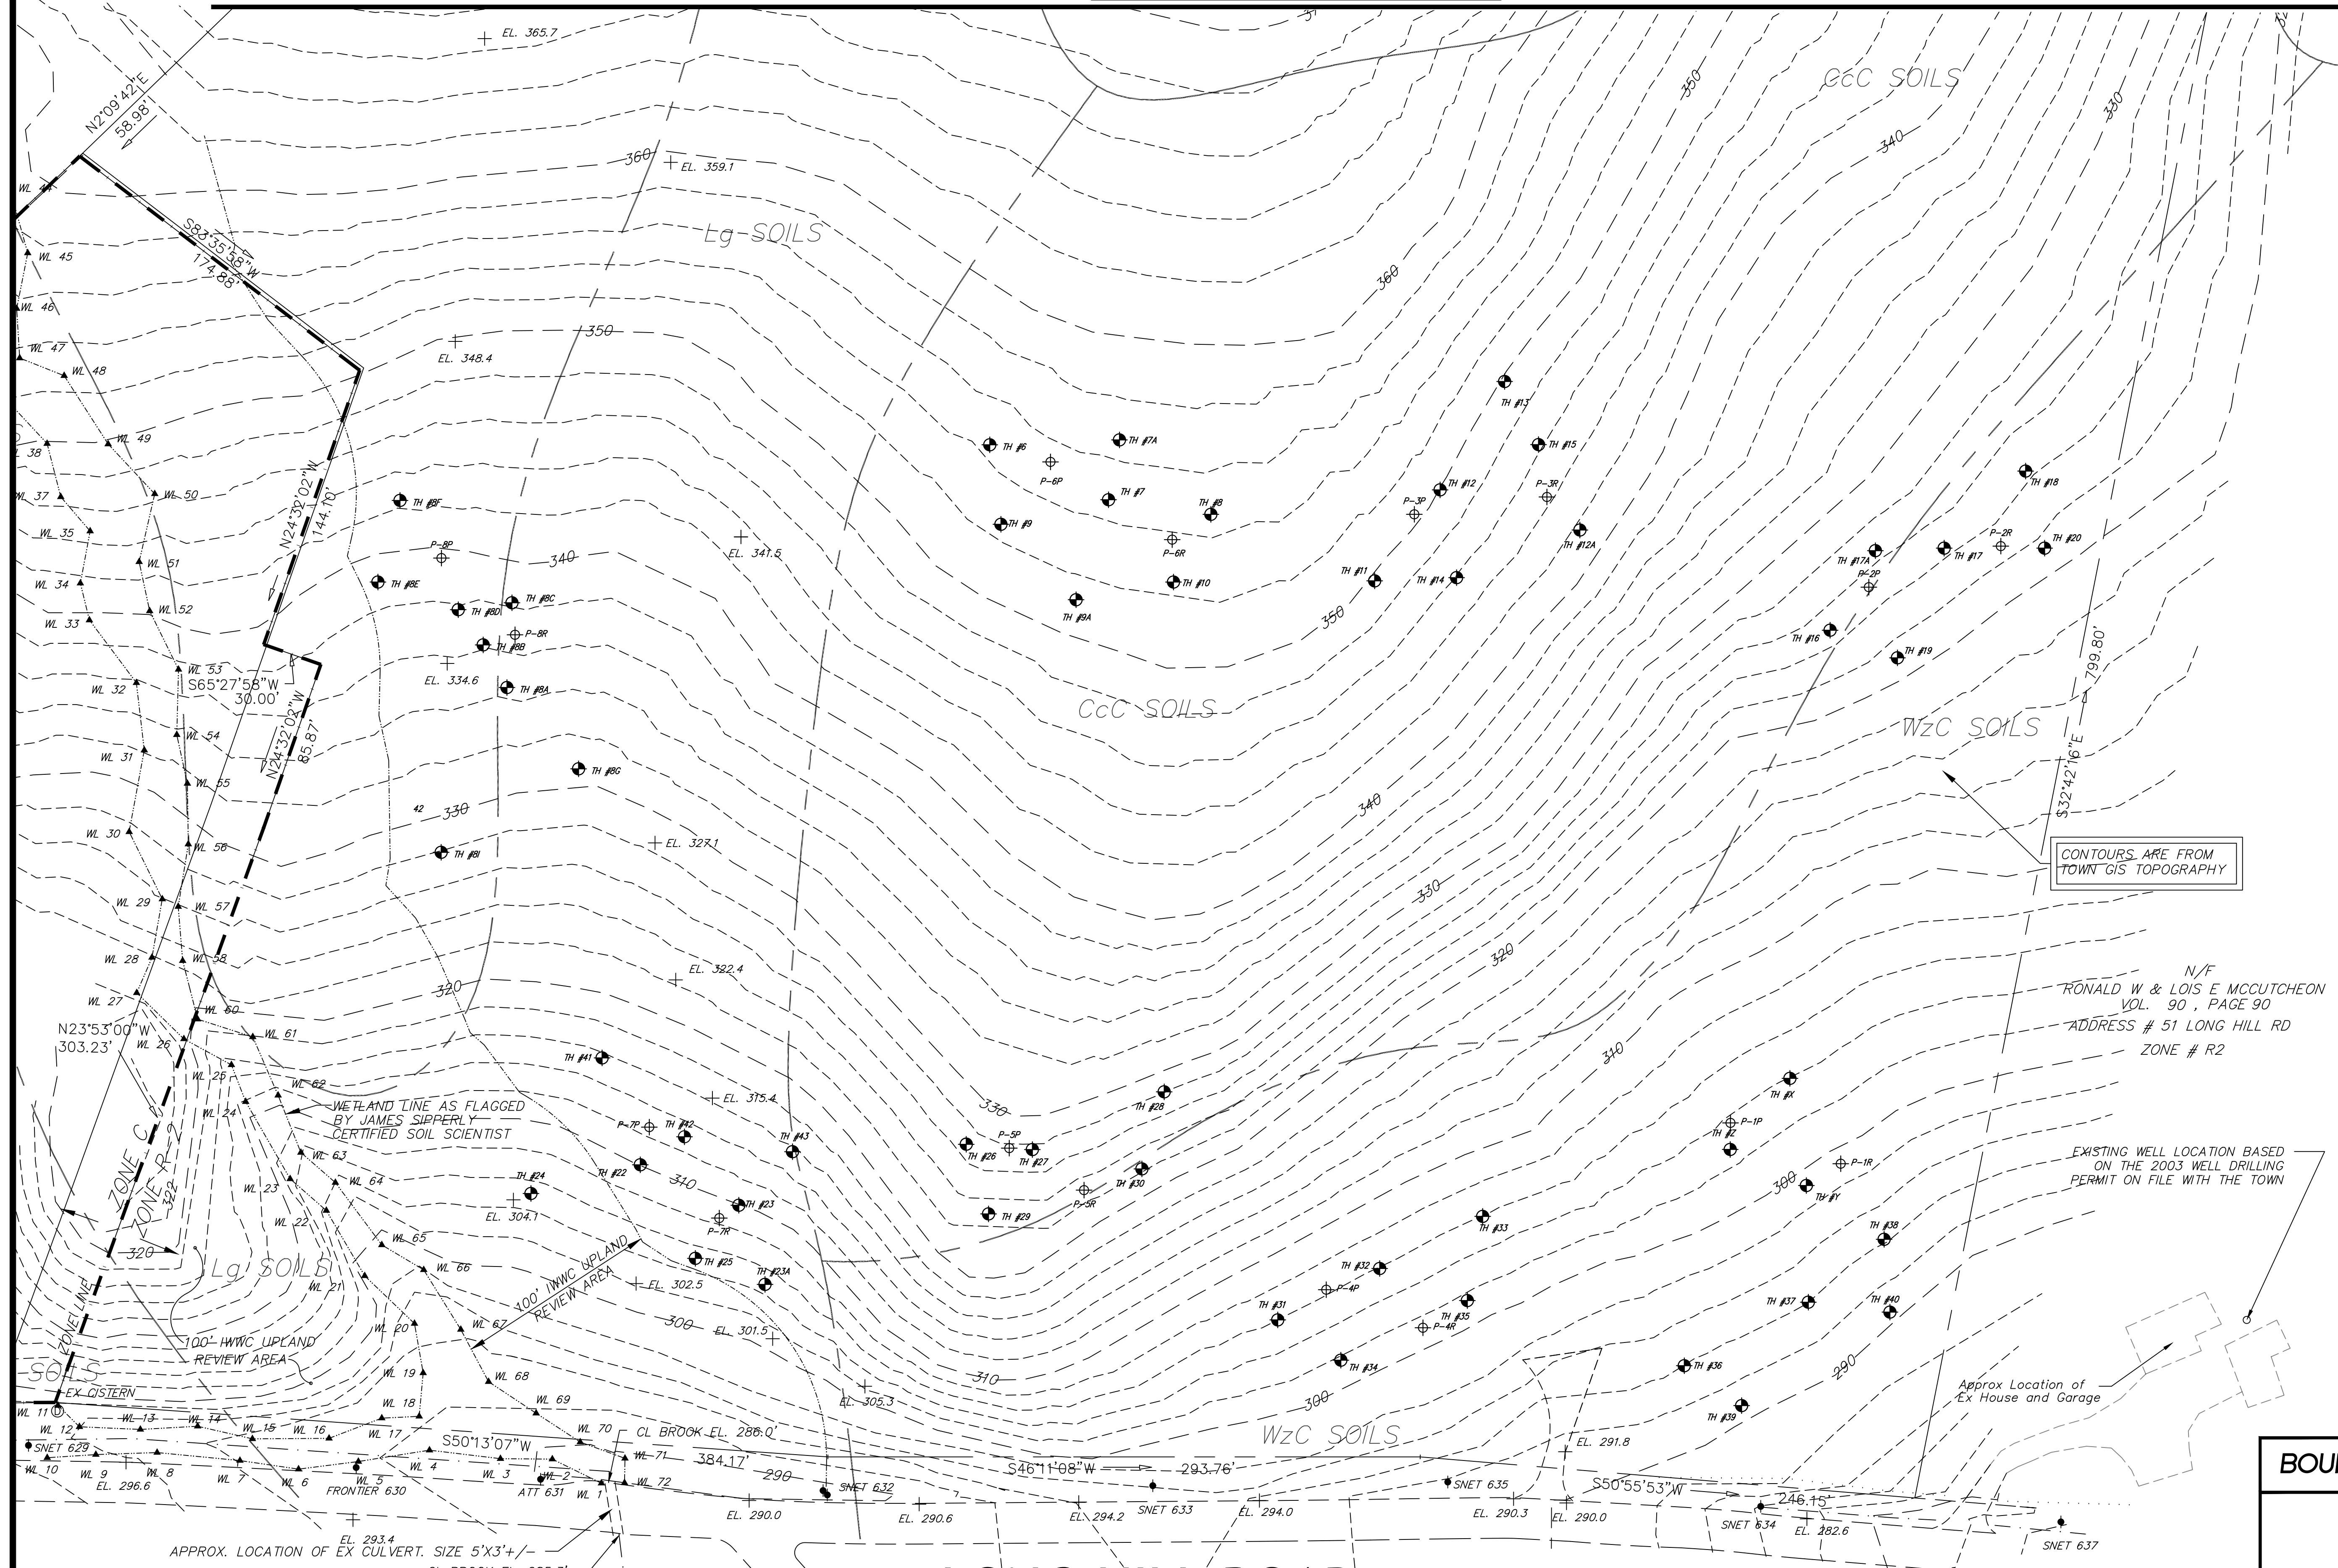 EL. 365.7
N2°09'42"E
58.98'
CcC SOILS
350
330
340
360
EL. 359.1
WL 44
Lg SOILS
S83°35'58"W
174.88'
WL 45
360
WL 46
350
WL 47
EL. 348.4
WL 48
TH #13
WL 49
38
TH #6
TH #7A
TH #15
P-6P
TH #18
WL 37
WL 50
TH #8F
N24°32'02"W
144.10'
TH #7
TH #8
P-3P
TH #12
P-3R
TH #9
WL 35
P-8P
EL. 341.5
P-6R
TH #12A
P-2R
TH #20
TH #17
TH #17A
P-2P
340
WL 51
WL 34
TH #8E
TH #10
TH #11
TH #14
TH #8C
TH #8D
TH #9A
350
WL 52
WL 33
P-8R
TH #8B
TH #16
TH #19
799.80'
WL 53
S65°27'58"W
30.00'
WL 32
EL. 334.6
TH #8A
CcC SOILS
WzC SOILS
N24°32'02"W
85.87'
WL 54
WL 31
S32°42'16"E
TH #8G
WL 55
42
330
340
WL 30
WL 56
EL. 327.1
TH #8I
CONTOURS ARE FROM
TOWN GIS TOPOGRAPHY
330
WL 29
WL 57
320
WL 28
WL 58
EL. 322.4
N/F
RONALD W & LOIS E MCCUTCHEON
VOL. 90 , PAGE 90
ADDRESS # 51 LONG HILL RD
ZONE # R2
320
WL 27
WL 60
N23°53'00"W
303.23'
WL 26
WL 61
TH #41
310
WL 25
WL 62
EL. 315.4
TH #28
330
TH #X
WL 24
WETLAND LINE AS FLAGGED
BY JAMES SIPPERLY
CERTIFIED SOIL SCIENTIST
P-7P
TH #42
TH #43
P-5P
TH #26
TH #27
P-1P
TH #Z
WL 63
TH #22
TH #30
P-1R
EXISTING WELL LOCATION BASED
ON THE 2003 WELL DRILLING
PERMIT ON FILE WITH THE TOWN
ZONE C
ZONE R-2
322
WL 23
WL 64
TH #24
310
P-5R
300
TH #Y
EL. 304.1
TH #23
P-7R
TH #29
TH #33
TH #38
WL 22
WL 65
320
Lg SOILS
WL 66
WL 21
100' IWWC UPLAND
REVIEW AREA
TH #25
TH #23A
EL. 302.5
TH #32
P-4P
ZONE LINE
TH #31
TH #35
P-4R
TH #37
TH #40
WL 20
WL 67
300
EL. 301.5
100' IWWC UPLAND
REVIEW AREA
SOILS
TH #34
TH #36
290
WL 19
WL 68
310
Approx Location of
Ex House and Garage
EX CISTERN
WL 11
EL. 305.3
300
TH #39
WL 69
WL 18
WL 12
WL 13
WL 14
WL 15
WL 16
WL 17
WL 70
CL BROOK EL. 286.0'
WzC SOILS
EL. 291.8
SNET 629
S50°13'07"W
384.17'
WL 71
290
WL 10
WL 9
WL 8
WL 7
WL 6
WL 5
WL 4
WL 3
WL 2
WL 1
WL 72
S46°11'08"W
293.76'
BOU
EL. 296.6
FRONTIER 630
ATT 631
SNET 632
SNET 633
SNET 635
S50°55'53"W
246.15'
EL. 290.0
EL. 290.6
EL. 294.2
EL. 294.0
EL. 290.3
EL. 290.0
SNET 634
EL. 282.6
SNET 637
EL. 293.4
APPROX. LOCATION OF EX CULVERT. SIZE 5'X3'+/-